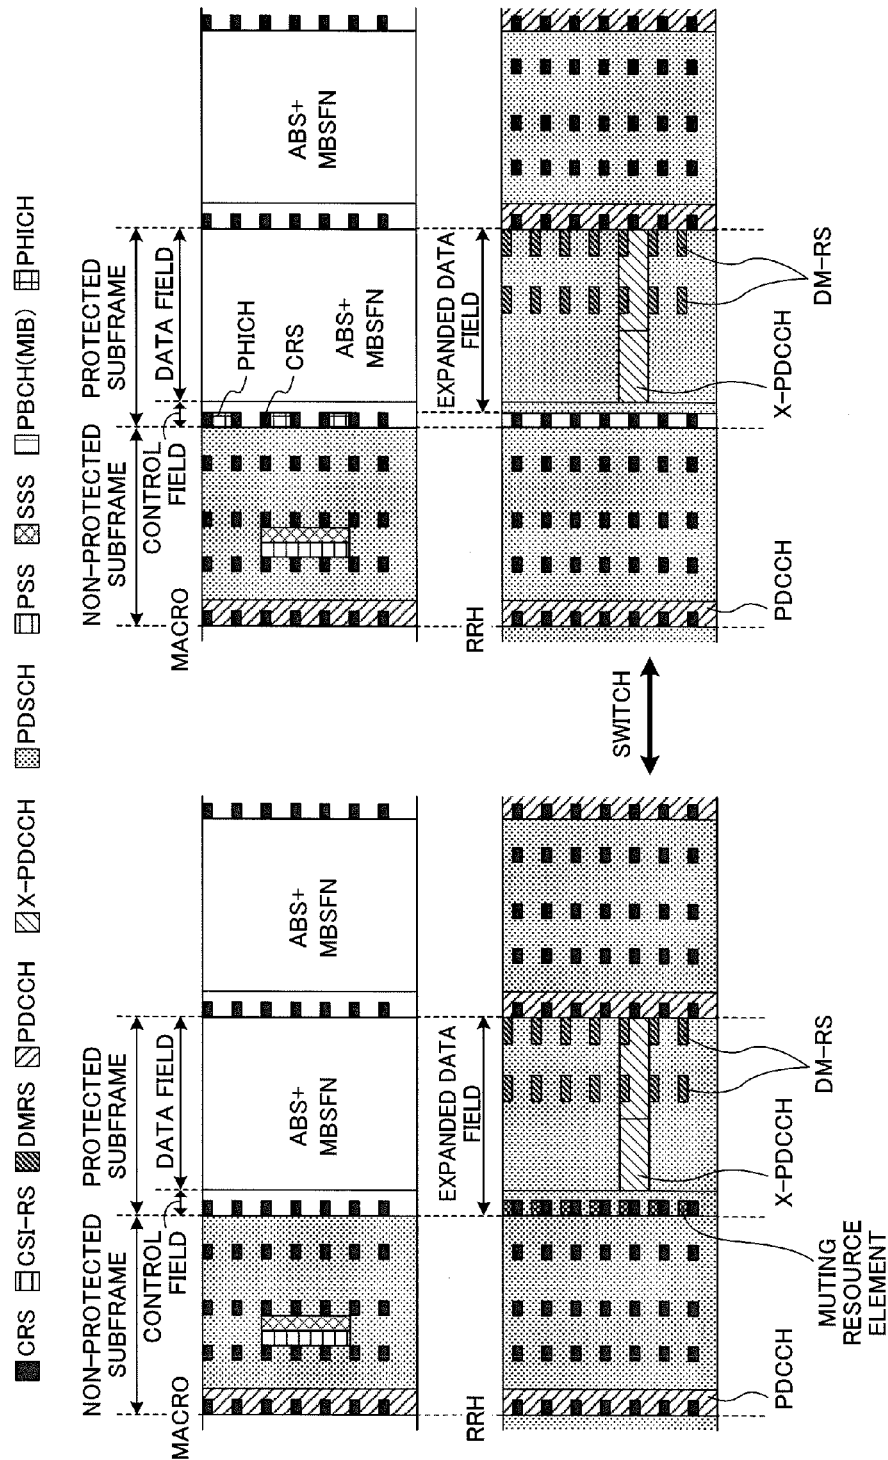 CRS CSI-RS DMRS PDCCH X-PDCCH PDSCH PSS SSS PBCH(MIB) PHICH
NON-PROTECTED
SUBFRAME
PROTECTED
SUBFRAME
CONTROL
FIELD
DATA FIELD
MACRO
ABS+
MBSFN
ABS+
MBSFN
RRH
EXPANDED DATA
FIELD
PDCCH
MUTING
RESOURCE
ELEMENT
X-PDCCH
DM-RS
SWITCH
NON-PROTECTED
SUBFRAME
PROTECTED
SUBFRAME
CONTROL
FIELD
DATA FIELD
MACRO
PHICH
CRS
ABS+
MBSFN
ABS+
MBSFN
RRH
EXPANDED DATA
FIELD
PDCCH
X-PDCCH
DM-RS